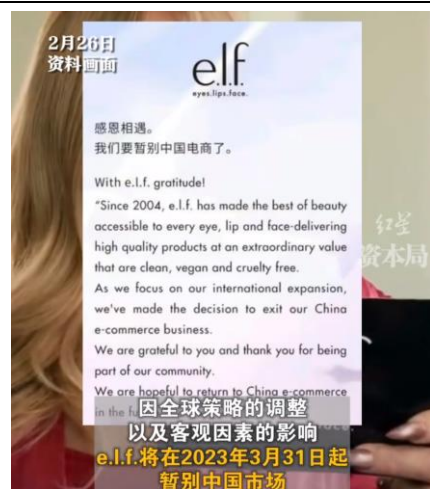 2月26日
资料画面
e.l.f.
eyes.lips.face.
感恩相遇。
我们要暂别中国电商了。
With e.l.f. gratitude!
"Since 2004, e.l.f. has made the best of beauty
accessible to every eye, lip and face-delivering
high quality products at an extraordinary value
that are clean, vegan and cruelty free.
As we focus on our international expansion,
we've made the decision to exit our China
e-commerce business.
We are grateful to you and thank you for being
part of our community.
We are hopeful to return to China e-commerce
in the
红星
资本局
因全球策略的调整
以及客观因素的影响
e.l.f.将在2023年3月31日起
暂别中国市场